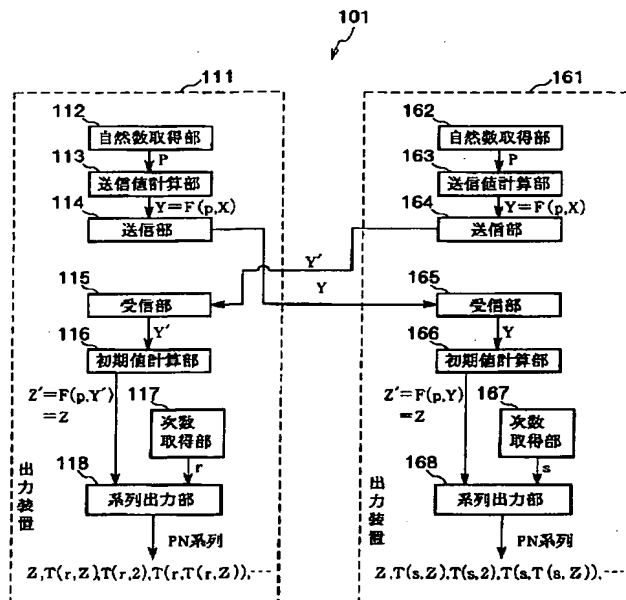 101
111
112
自然数取得部
P
113
送信値計算部
Y=F(p,X)
114
送信部
115
受信部
Y'
116
初期値計算部
Z'=F(p,Y')
=Z
117
次数
取得部
r
118
系列出力部
出力装置
PN系列
Z,T(r,Z),T(r,2),T(r,T(r,Z)),----
Y'
Y
161
162
自然数取得部
P
163
送信値計算部
Y=F(p,X)
164
送信部
165
受信部
Y
166
初期値計算部
Z'=F(p,Y)
=Z
167
次数
取得部
s
168
系列出力部
出力装置
PN系列
Z,T(s,Z),T(s,2),T(s,T(s,Z)),----